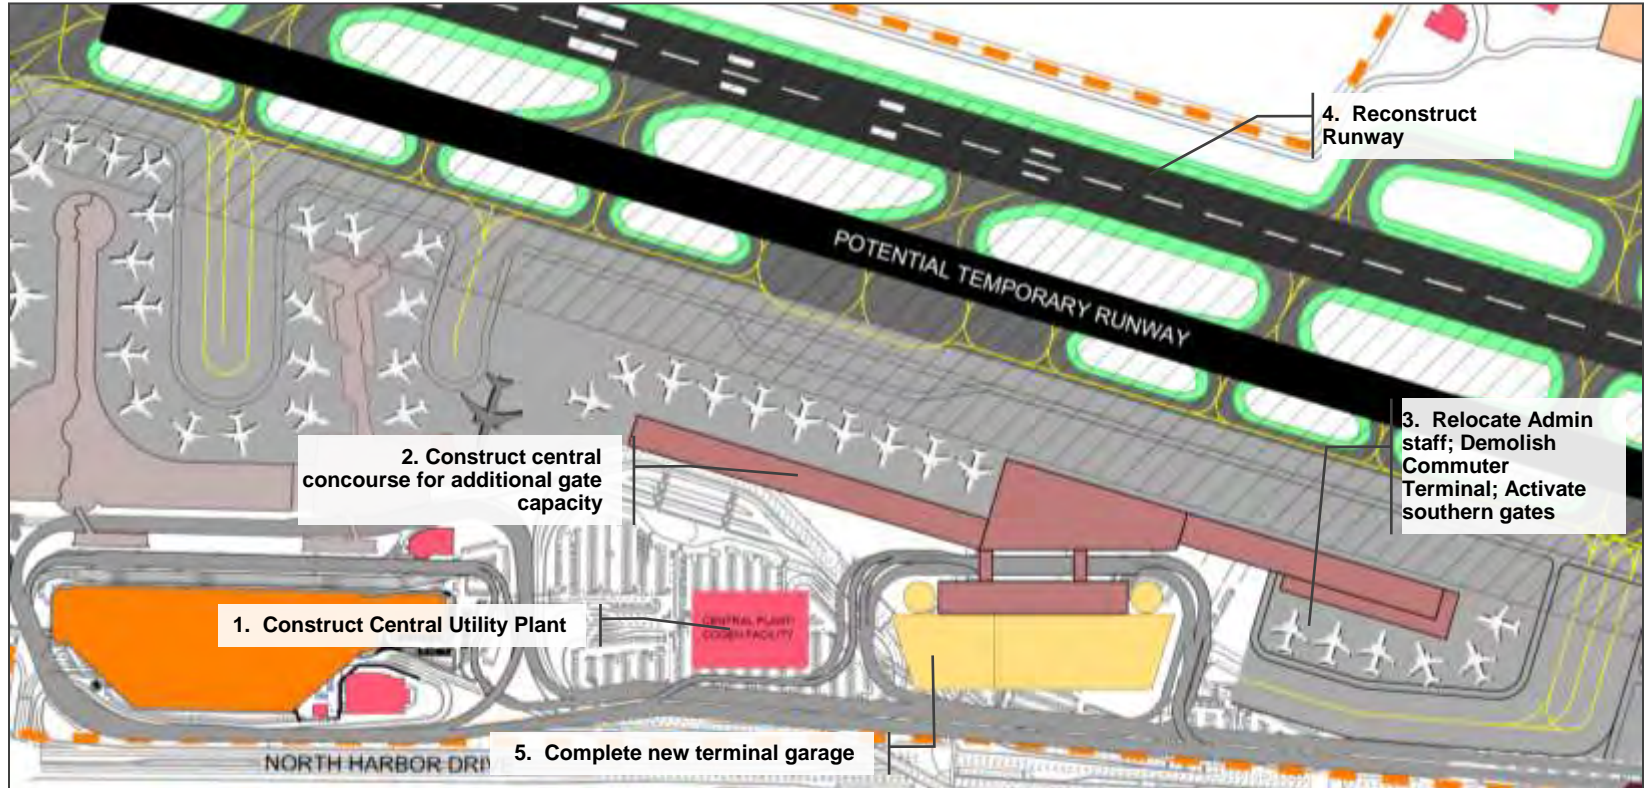 4. Reconstruct
Runway
POTENTIAL TEMPORARY RUNWAY
3. Relocate Admin
staff; Demolish
Commuter
Terminal; Activate
southern gates
2. Construct central
concourse for additional gate
capacity
1. Construct Central Utility Plant
CENTRAL PLANT/
COGEN FACILITY
5. Complete new terminal garage
NORTH HARBOR DRIVE